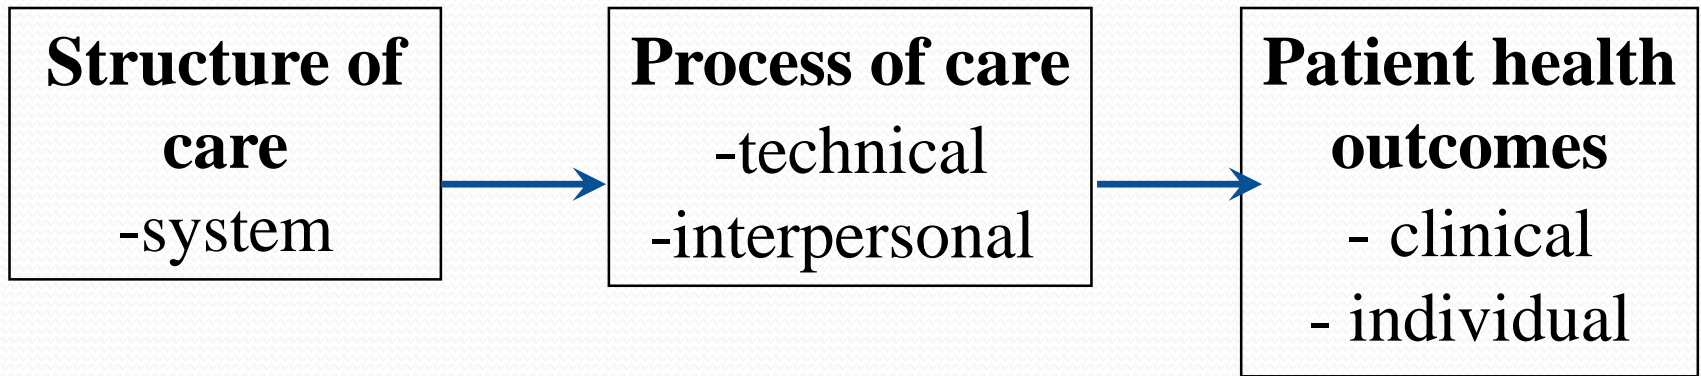 Structure of
care
-system
Process of care
-technical
-interpersonal
Patient health
outcomes
- clinical
- individual